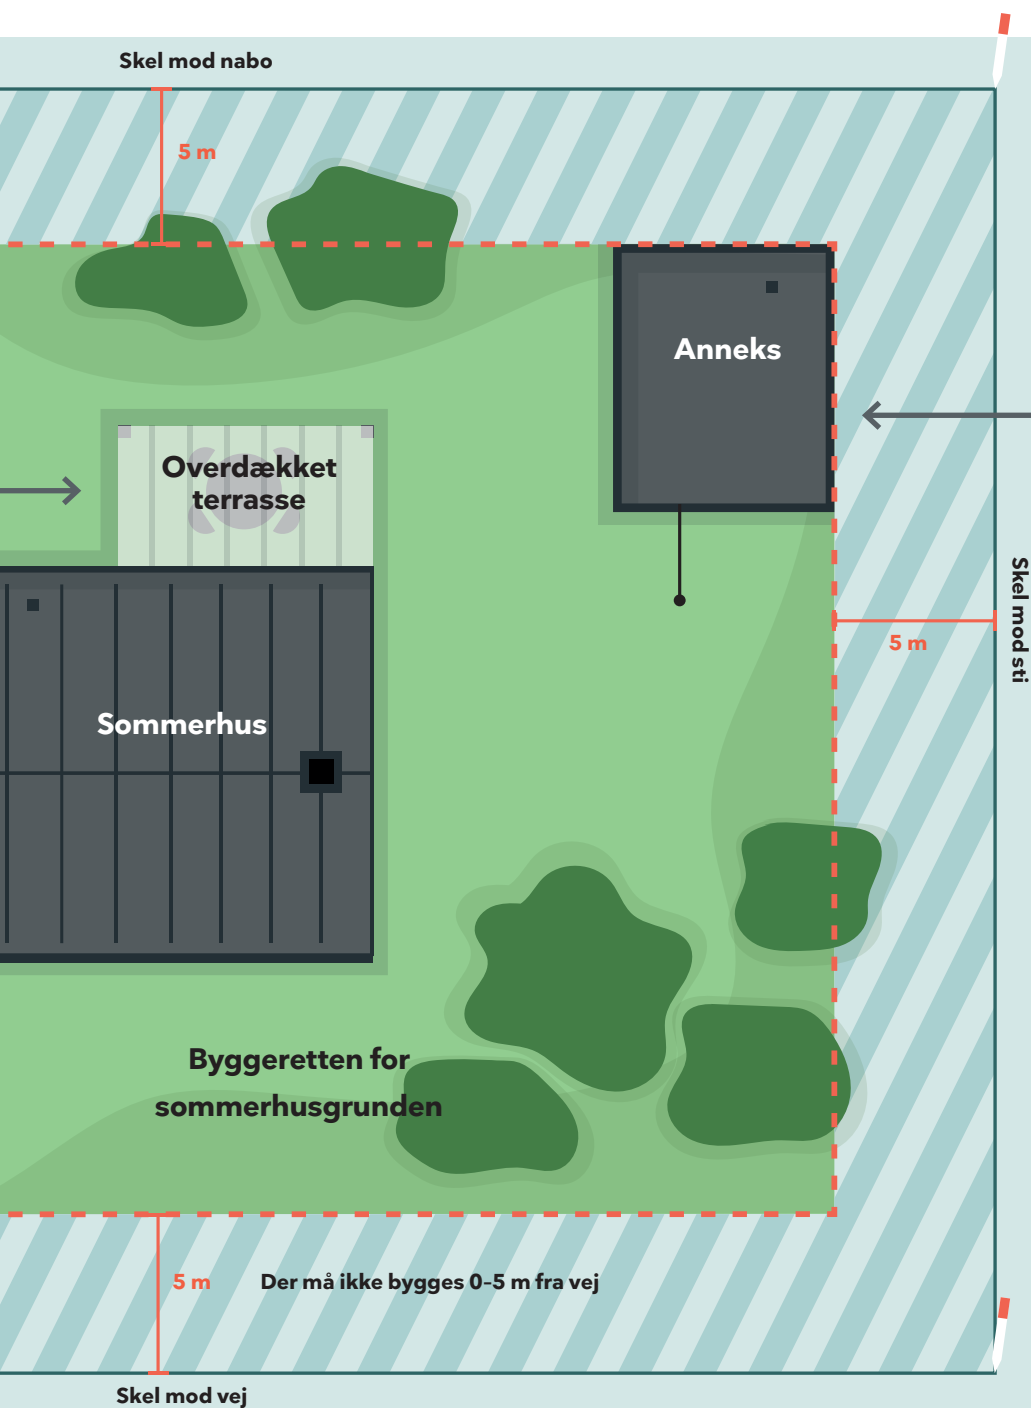 Skel mod nabo
5 m
Anneks
Overdækket
terrasse
Skel mod sti
5 m
Sommerhus
Byggeretten for
sommerhusgrunden
5 m
Der må ikke bygges 0-5 m fra vej
Skel mod vej